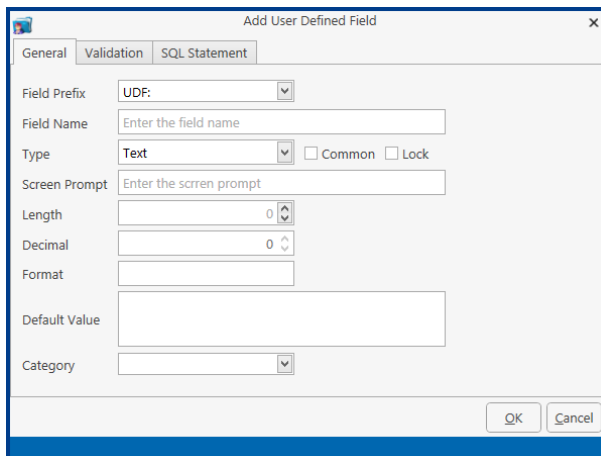 Add User Defined Field
General Validation SQL Statement
Field Prefix UDF:
Field Name Enter the field name
Type Text Common Lock
Screen Prompt Enter the scrren prompt
Length 0
Decimal 0
Format
Default Value
Category
OK Cancel